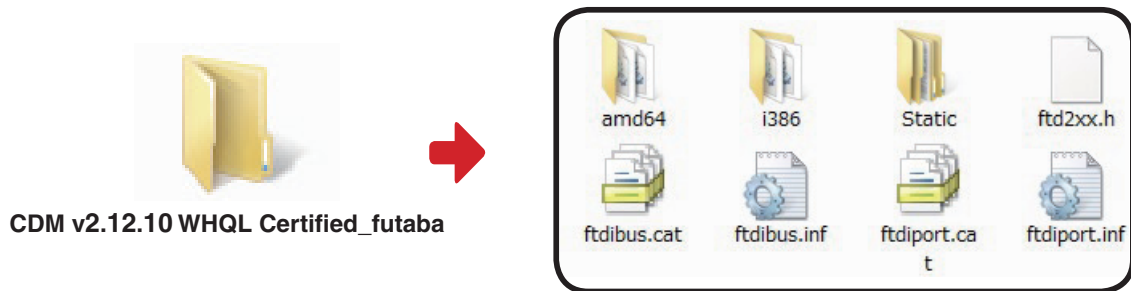 amd64
i386
Static
ftd2xx.h
CDM v2.12.10 WHQL Certified_futaba
ftdibus.cat
ftdibus.inf
ftdiport.ca
t
ftdiport.inf